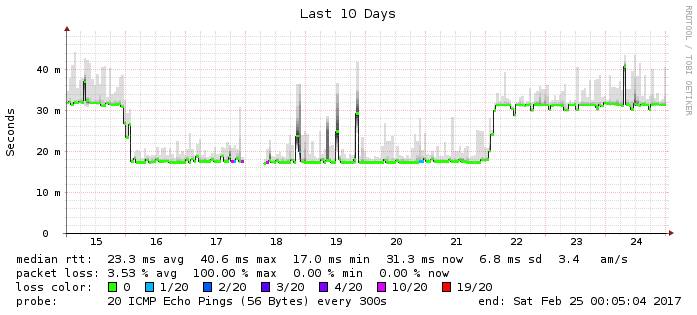 Last 10 Days
RRDTOOL / TOBI OETIKER
Seconds
40 m
30 m
20 m
10 m
0
15 16 17 18 19 20 21 22 23 24
median rtt: 23.3 ms avg 40.6 ms max 17.0 ms min 31.3 ms now 6.8 ms sd 3.4 am/s
packet loss: 3.53 % avg 100.00 % max 0.00 % min 0.00 % now
loss color: 0 1/20 2/20 3/20 4/20 10/20 19/20
probe: 20 ICMP Echo Pings (56 Bytes) every 300s end: Sat Feb 25 00:05:04 2017